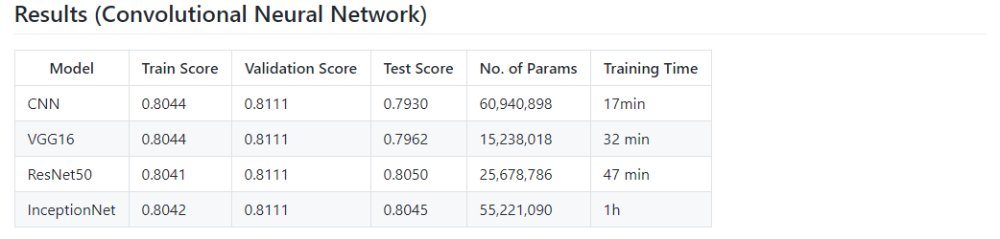 Results (Convolutional Neural Network)
Model Train Score Validation Score Test Score No. of Params Training Time
CNN 0.8044 0.8111 0.7930 60,940,898 17min
VGG16 0.8044 0.8111 0.7962 15,238,018 32 min
ResNet50 0.8041 0.8111 0.8050 25,678,786 47 min
InceptionNet 0.8042 0.8111 0.8045 55,221,090 1h